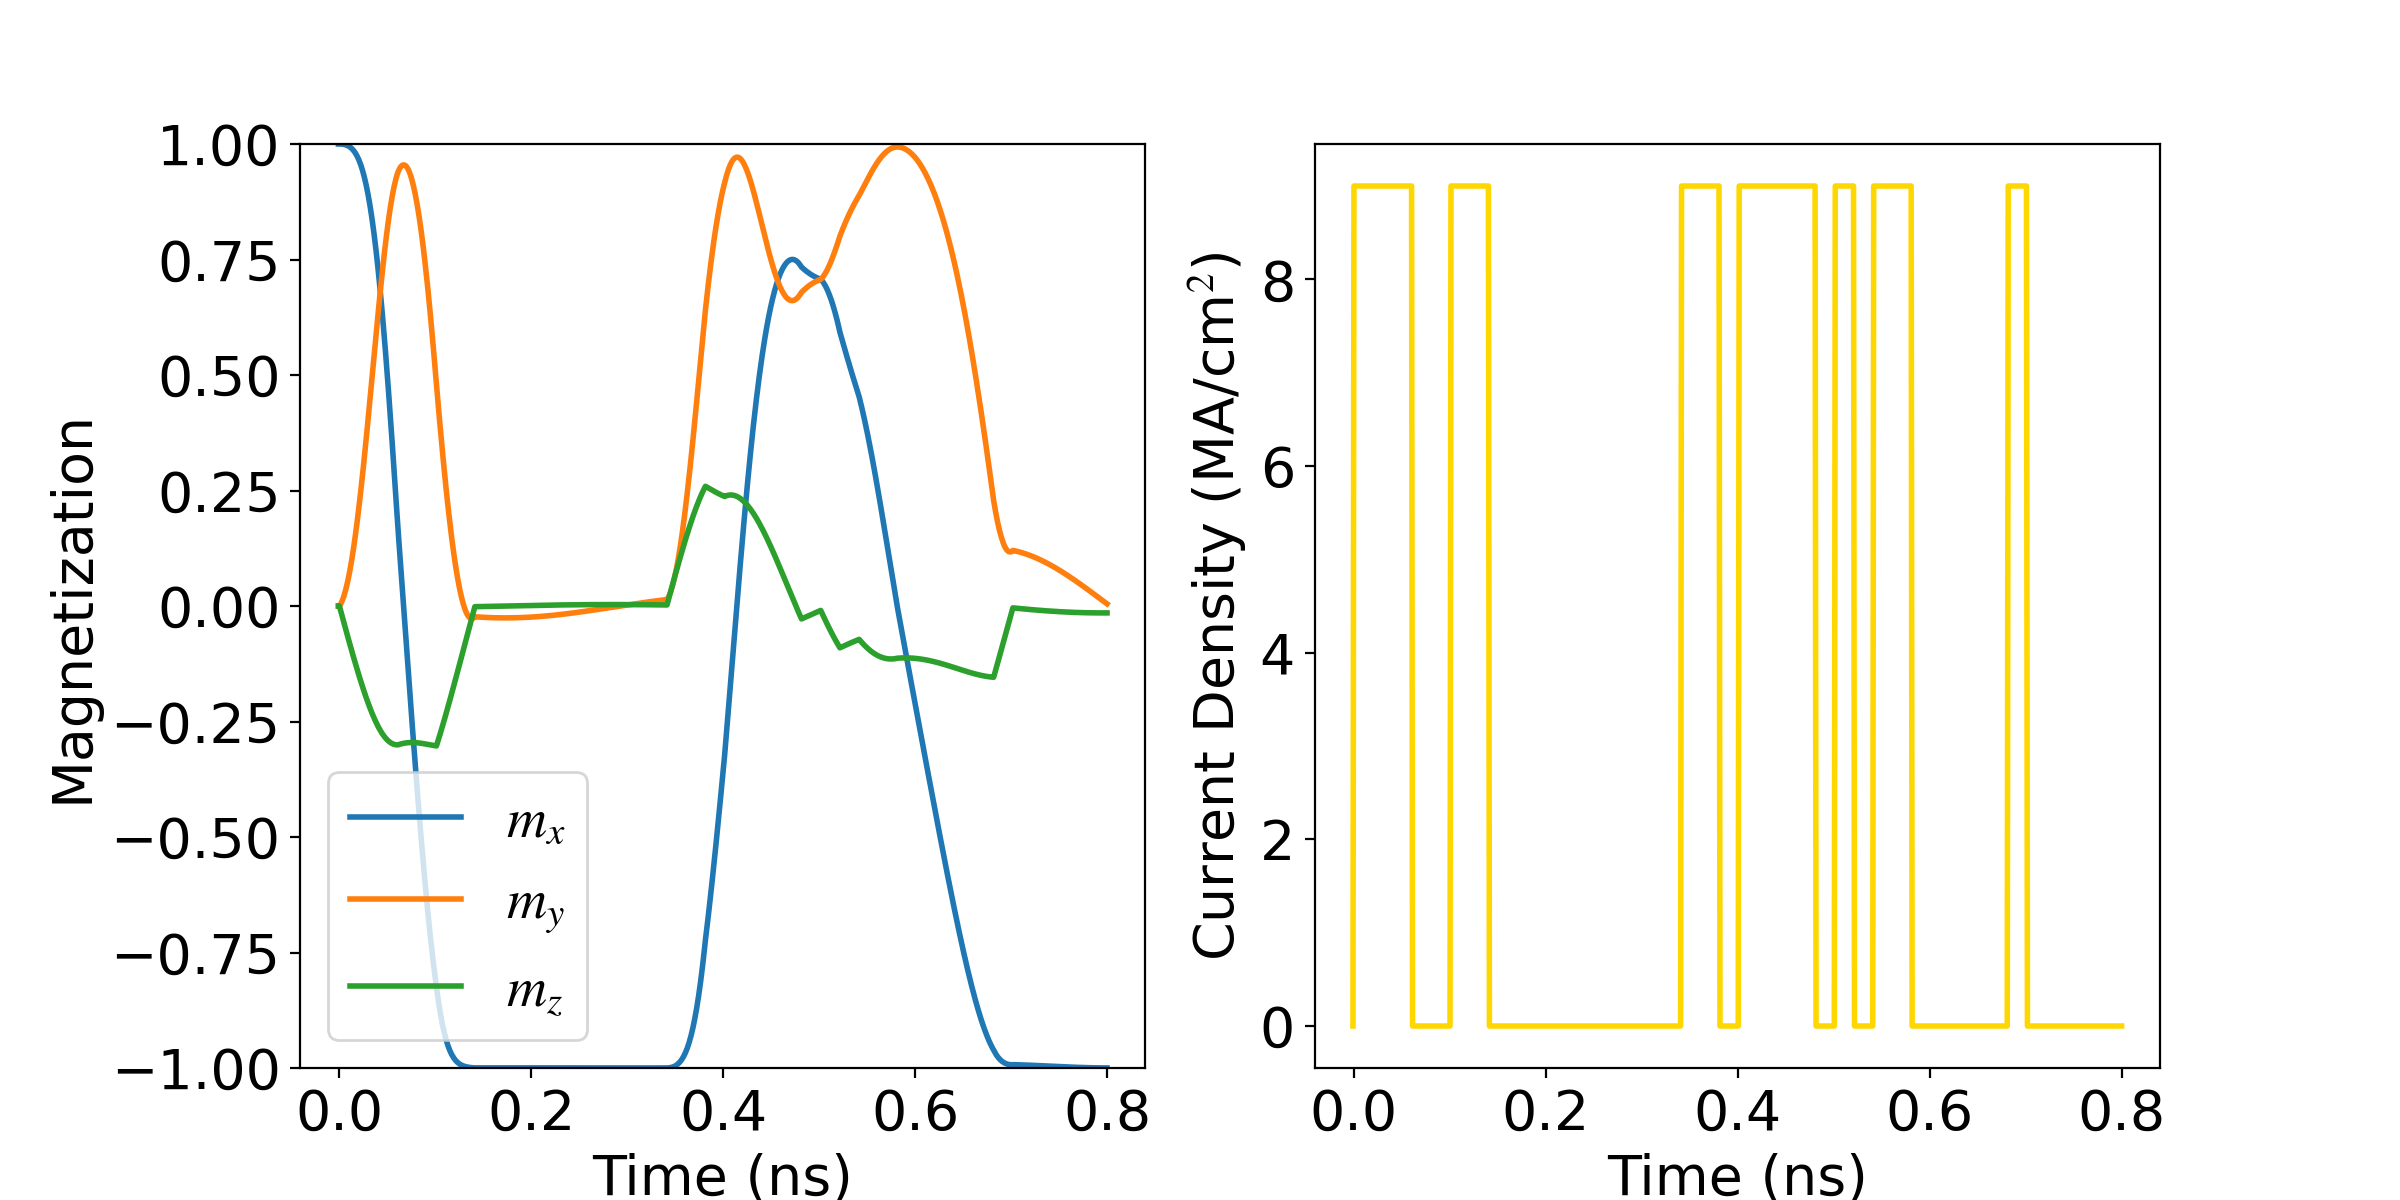 Magnetization
1.00
0.75
0.50
0.25
0.00
−0.25
−0.50
−0.75
−1.00
m_x
m_y
m_z
0.0 0.2 0.4 0.6 0.8
Time (ns)
Current Density (MA/cm²)
8
6
4
2
0
0.0 0.2 0.4 0.6 0.8
Time (ns)